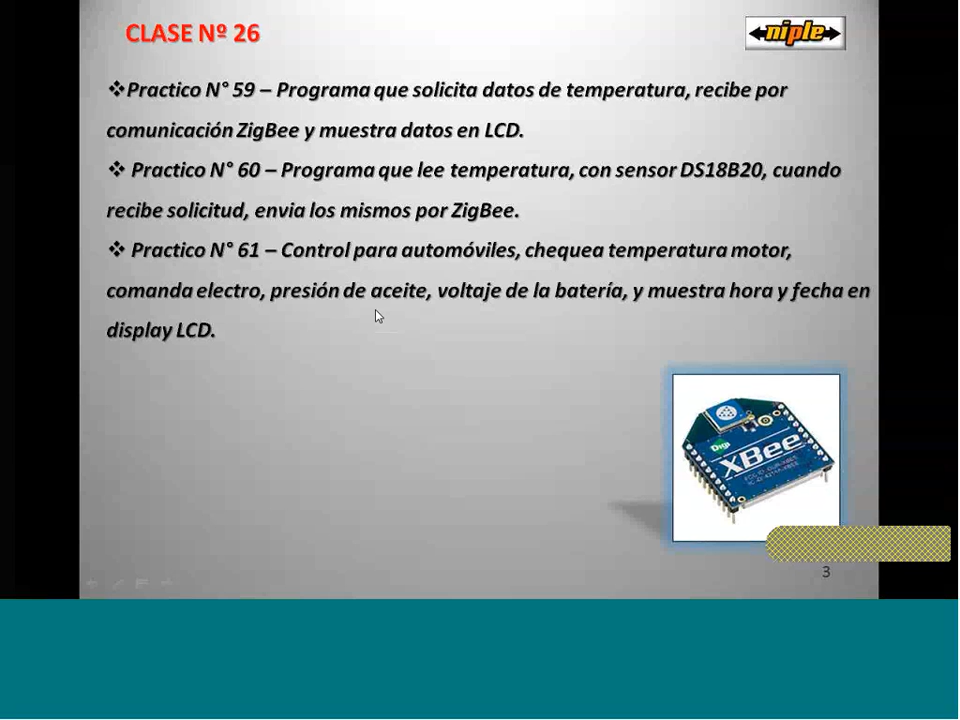 CLASE Nº 26
niple
❖Practico N° 59 – Programa que solicita datos de temperatura, recibe por
comunicación ZigBee y muestra datos en LCD.
❖ Practico N° 60 – Programa que lee temperatura, con sensor DS18B20, cuando
recibe solicitud, envia los mismos por ZigBee.
❖ Practico N° 61 – Control para automóviles, chequea temperatura motor,
comanda electro, presión de aceite, voltaje de la batería, y muestra hora y fecha en
display LCD.
Digi
XBee
3